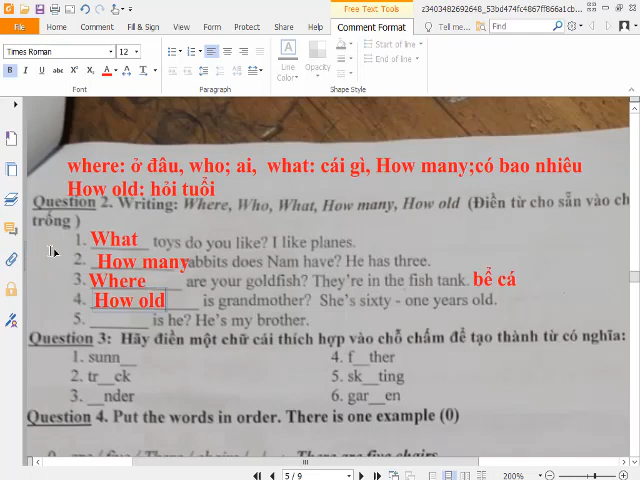 Free Text Tools
z3403482692648_53bd474fc4867ff866a1cb...
File Home Convert Edit Organize Comment View Form Protect Share Help Comment Format Tell me... Find
Times Roman 12
Start of line
End of line
B I U abc X² X₂ A
Line Color Opacity
Font Paragraph Shape Style
where: ở đâu, who; ai, what: cái gì, How many;có bao nhiêu
How old: hỏi tuổi
Question 2. Writing: Where, Who, What, How many, How old (Điền từ cho sẵn vào ch
trống )
1. What toys do you like? I like planes.
2. How many abbits does Nam have? He has three.
3. Where are your goldfish? They're in the fish tank. bể cá
4. How old is grandmother? She's sixty - one years old.
5. ________ is he? He's my brother.
Question 3: Hãy điền một chữ cái thích hợp vào chỗ chấm để tạo thành từ có nghĩa:
1. sunn__ 4. f__ther
2. tr__ck 5. sk__ting
3. __nder 6. gar__en
Question 4. Put the words in order. There is one example (0)
5 / 9 200%